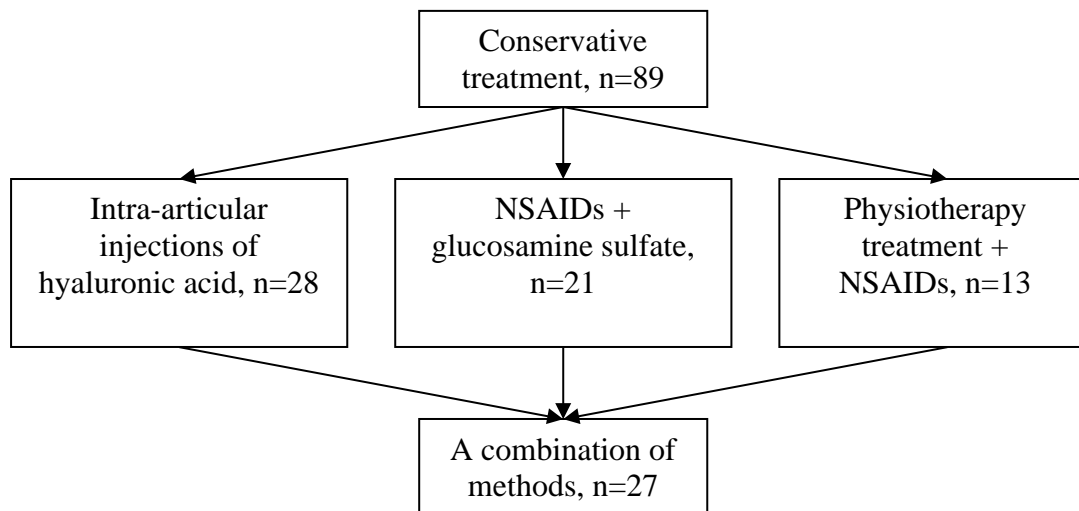 Conservative
treatment, n=89
Intra-articular
injections of
hyaluronic acid, n=28
NSAIDs +
glucosamine sulfate,
n=21
Physiotherapy
treatment +
NSAIDs, n=13
A combination of
methods, n=27